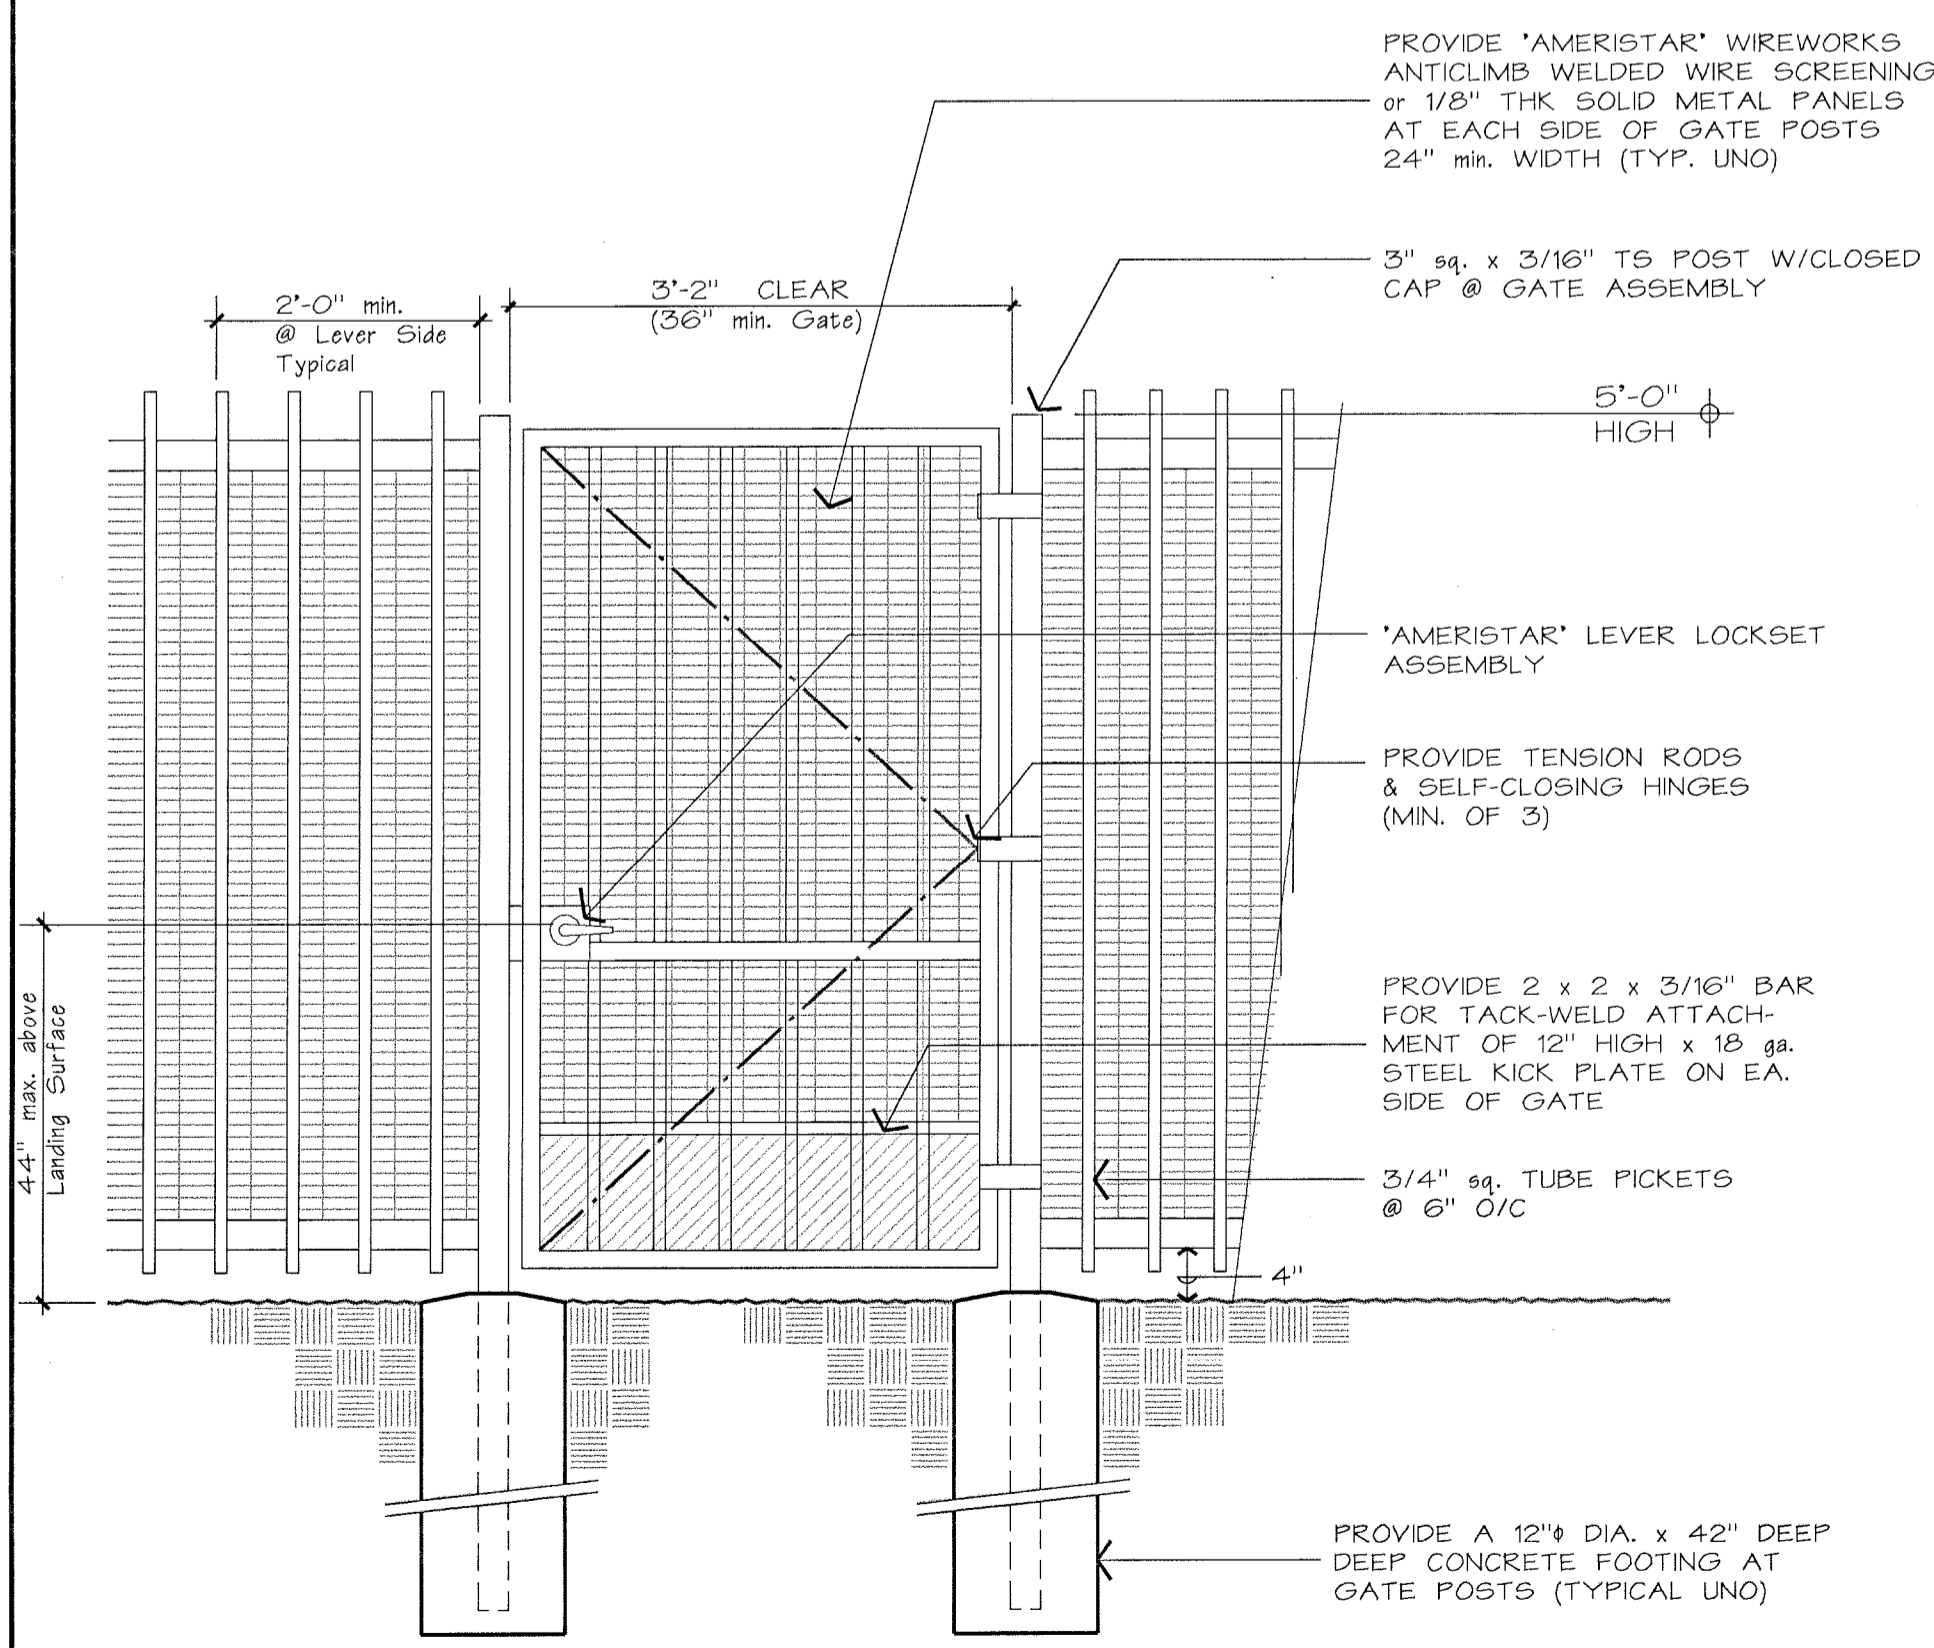 PROVIDE 'AMERISTAR' WIREWORKS
ANTICLIMB WELDED WIRE SCREENING
or 1/8" THK SOLID METAL PANELS
AT EACH SIDE OF GATE POSTS
24" min. WIDTH (TYP. UNO)
3" sq. x 3/16" TS POST W/CLOSED
CAP @ GATE ASSEMBLY
2'-0" min.
@ Lever Side
Typical
3'-2" CLEAR
(36" min. Gate)
5'-0"
HIGH
'AMERISTAR' LEVER LOCKSET
ASSEMBLY
PROVIDE TENSION RODS
& SELF-CLOSING HINGES
(MIN. OF 3)
44" max. above
Landing Surface
PROVIDE 2 x 2 x 3/16" BAR
FOR TACK-WELD ATTACH-
MENT OF 12" HIGH x 18 ga.
STEEL KICK PLATE ON EA.
SIDE OF GATE
3/4" sq. TUBE PICKETS
@ 6" O/C
4"
PROVIDE A 12"φ DIA. x 42" DEEP
DEEP CONCRETE FOOTING AT
GATE POSTS (TYPICAL UNO)